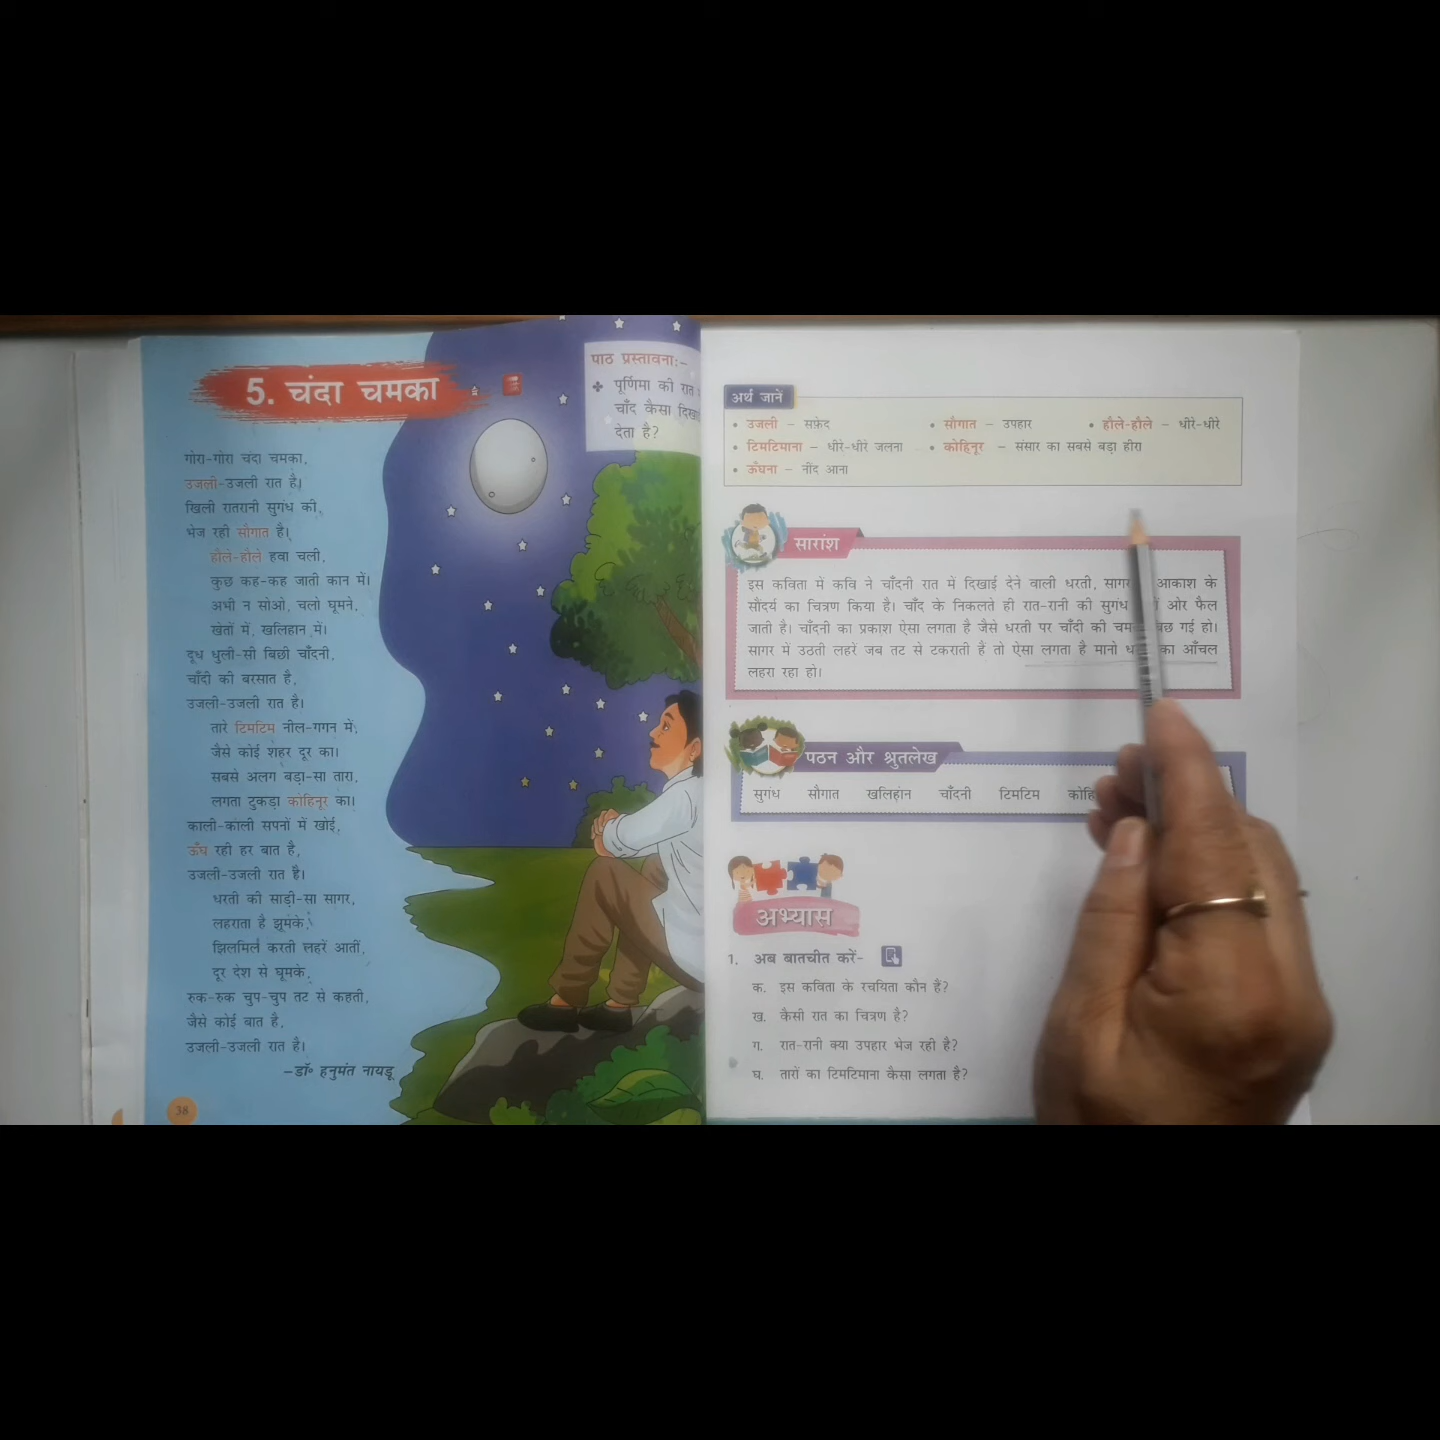 5. चंदा चमका
पाठ प्रस्तावनाः–
पूर्णिमा की रात
चाँद कैसा
देता है?
गोरा-गोरा चंदा चमका,
उजली-उजली रात है।
खिली रातरानी सुगंध की,
भेज रही सौगात है।
हौले-हौले हवा चली,
कुछ कह-कह जाती कान में।
अभी न सोओ, चलो घूमने,
खेतों में, खलिहान में।
दूध धुली-सी बिछी चाँदनी,
चाँदी की बरसात है,
उजली-उजली रात है।
तारे टिमटिम नील-गगन में,
जैसे कोई शहर दूर का।
सबसे अलग बड़ा-सा तारा,
लगता टुकड़ा कोहिनूर का।
काली-काली सपनों में खोई,
ऊँघ रही हर बात है,
उजली-उजली रात है।
धरती की साड़ी-सा सागर,
लहराता है झूमके,
झिलमिल करती लहरें आतीं,
दूर देश से घूमके,
रुक-रुक चुप-चुप तट से कहती,
जैसे कोई बात है,
उजली-उजली रात है।
–डॉ॰ हनुमंत नायडू
38
अर्थ जानें
• उजली – सफ़ेद • सौगात – उपहार • हौले-हौले – धीरे-धीरे
• टिमटिमाना – धीरे-धीरे जलना • कोहिनूर – संसार का सबसे बड़ा हीरा
• ऊँघना – नींद आना
सारांश
इस कविता में कवि ने चाँदनी रात में दिखाई देने वाली धरती, सागर आकाश के
सौंदर्य का चित्रण किया है। चाँद के निकलते ही रात-रानी की सुगंध ओर फैल
जाती है। चाँदनी का प्रकाश ऐसा लगता है जैसे धरती पर चाँदी की बिछ गई हो।
सागर में उठती लहरें जब तट से टकराती हैं तो ऐसा लगता है मानो का आँचल
लहरा रहा हो।
पठन और श्रुतलेख
सुगंध सौगात खलिहान चाँदनी टिमटिम
अभ्यास
1. अब बातचीत करें–
क. इस कविता के रचयिता कौन हैं?
ख. कैसी रात का चित्रण है?
ग. रात-रानी क्या उपहार भेज रही है?
घ. तारों का टिमटिमाना कैसा लगता है?